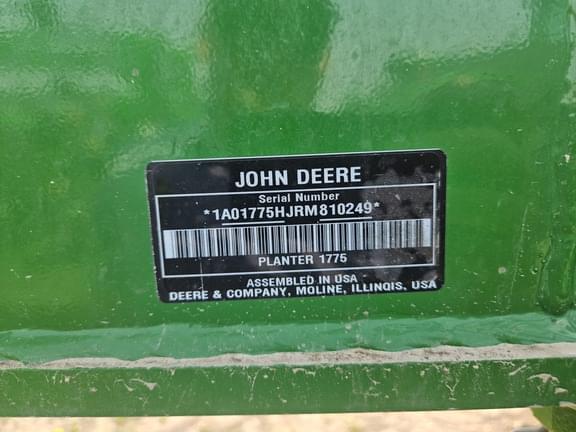 JOHN DEERE
Serial Number
*1A01775HJRM810249*
PLANTER 1775
ASSEMBLED IN USA
DEERE & COMPANY, MOLINE, ILLINOIS, USA